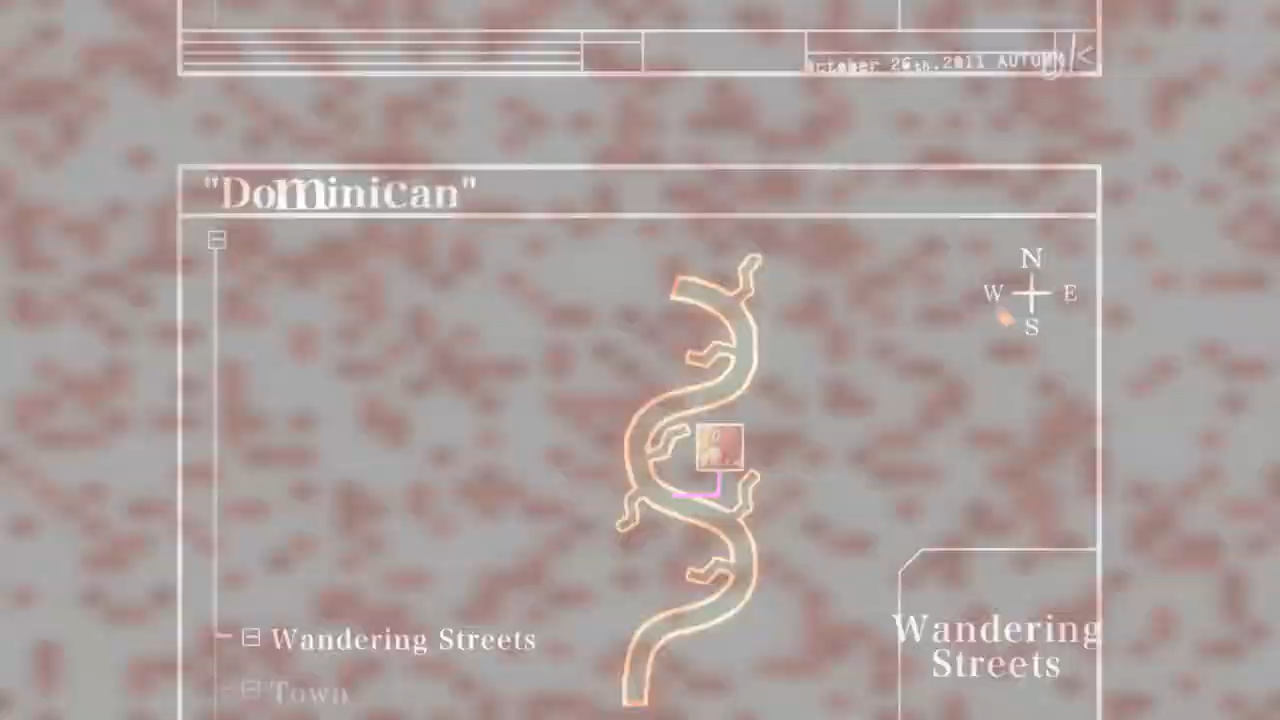 October 26th.2011 AUTUMN
"Dominican"
N
W E
S
Wandering
Streets
Wandering Streets
Town